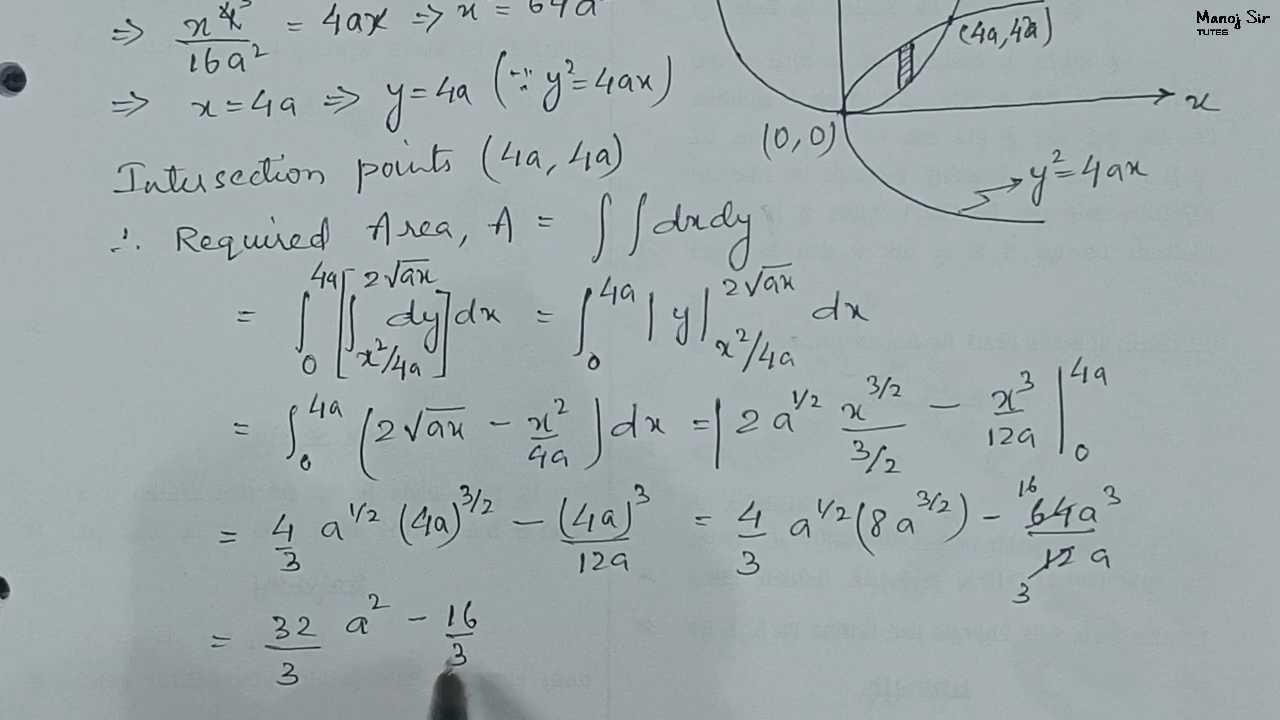 Manoj Sir
TUTES
⇒ x⁴³/16a² = 4ax ⇒ x = 64a
(4a, 4a)
⇒ x = 4a ⇒ y = 4a (∵ y² = 4ax)
x
(0, 0)
Intersection points (4a, 4a)
y² = 4ax
∴ Required Area, A = ∫∫ dxdy
= ∫₀^4a [∫_{x²/4a}^{2√ax} dy] dx = ∫₀^4a |y|_{x²/4a}^{2√ax} dx
= ∫₀^4a (2√ax - x²/4a) dx = |2 a^1/2 x^3/2 / 3/2 - x³/12a|₀^4a
= 4/3 a^1/2 (4a)^3/2 - (4a)³/12a = 4/3 a^1/2 (8a^3/2) - 16 64a³/12a 3
= 32/3 a² - 16/3